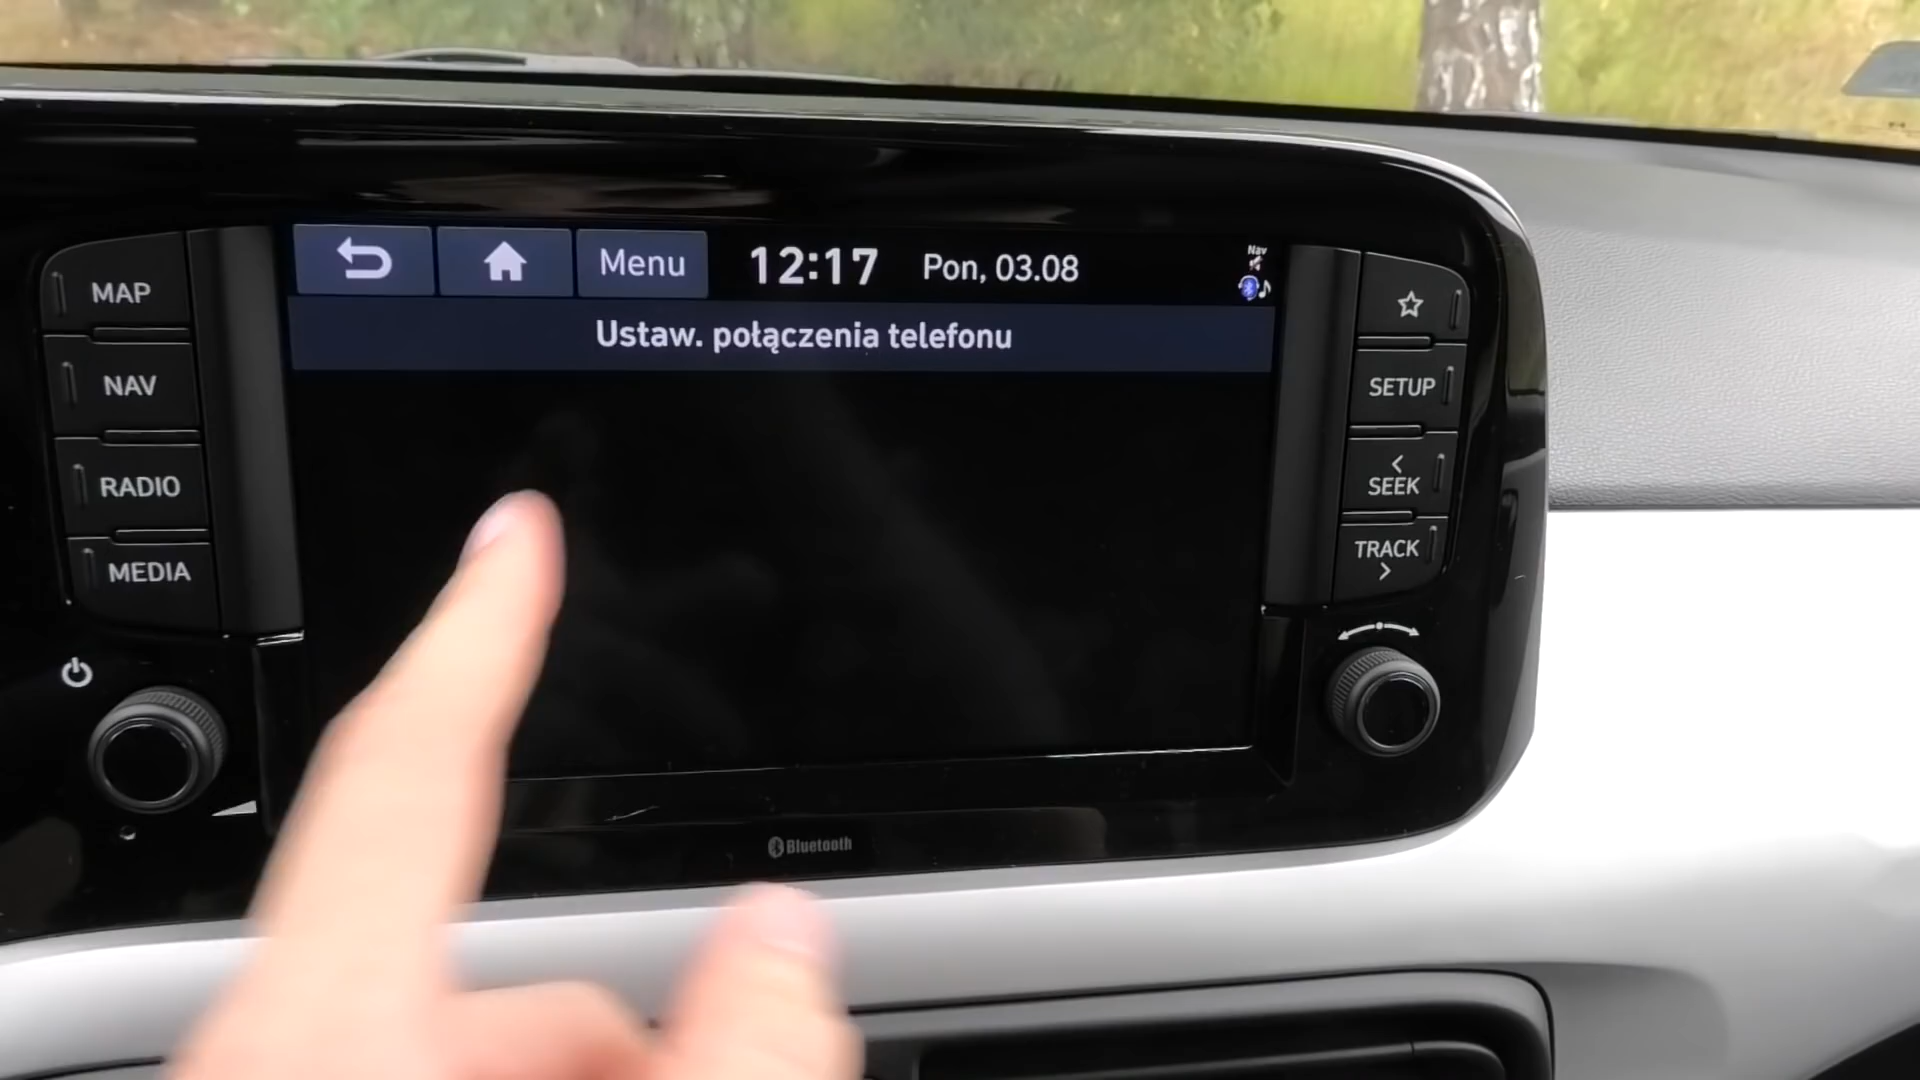 Menu 12:17 Pon, 03.08
Nav
Ustaw. połączenia telefonu
MAP
NAV
RADIO
MEDIA
SETUP
< SEEK
TRACK >
Bluetooth